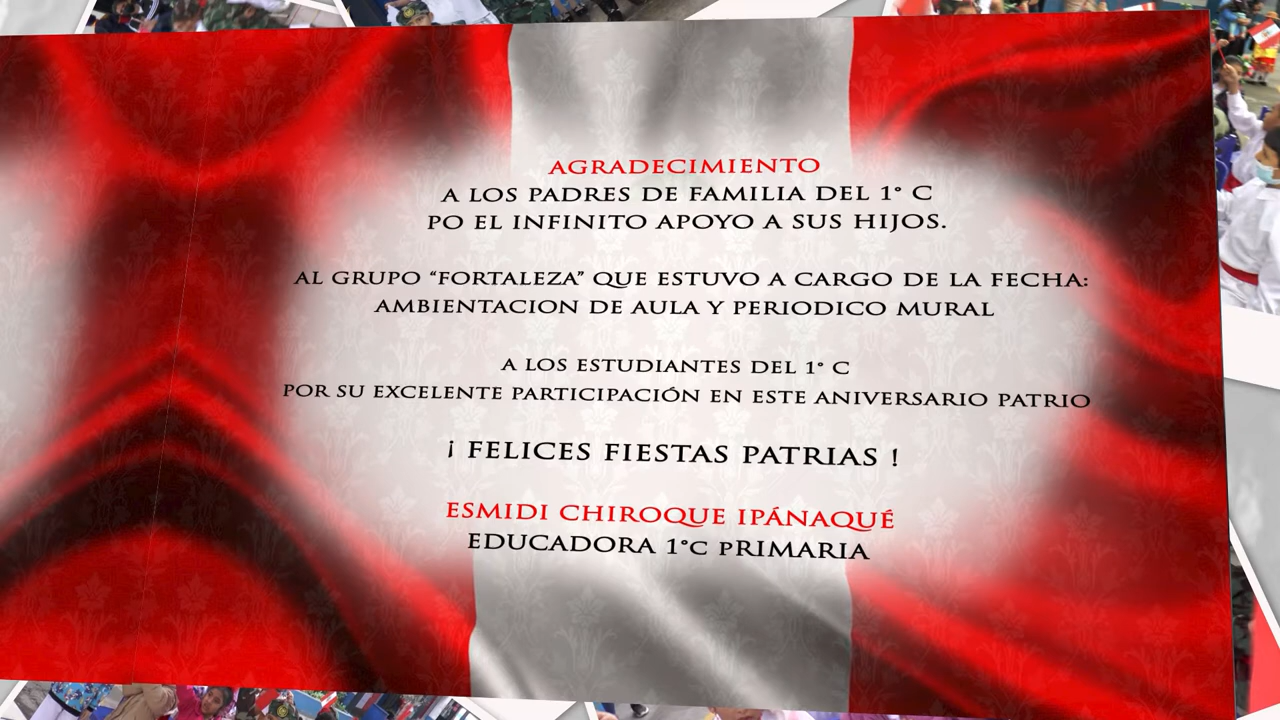 AGRADECIMIENTO
A LOS PADRES DE FAMILIA DEL 1° C
PO EL INFINITO APOYO A SUS HIJOS.
AL GRUPO “FORTALEZA” QUE ESTUVO A CARGO DE LA FECHA:
AMBIENTACION DE AULA Y PERIODICO MURAL
A LOS ESTUDIANTES DEL 1° C
POR SU EXCELENTE PARTICIPACIÓN EN ESTE ANIVERSARIO PATRIO
¡ FELICES FIESTAS PATRIAS !
ESMIDI CHIROQUE IPÁNAQUÉ
EDUCADORA 1°C PRIMARIA